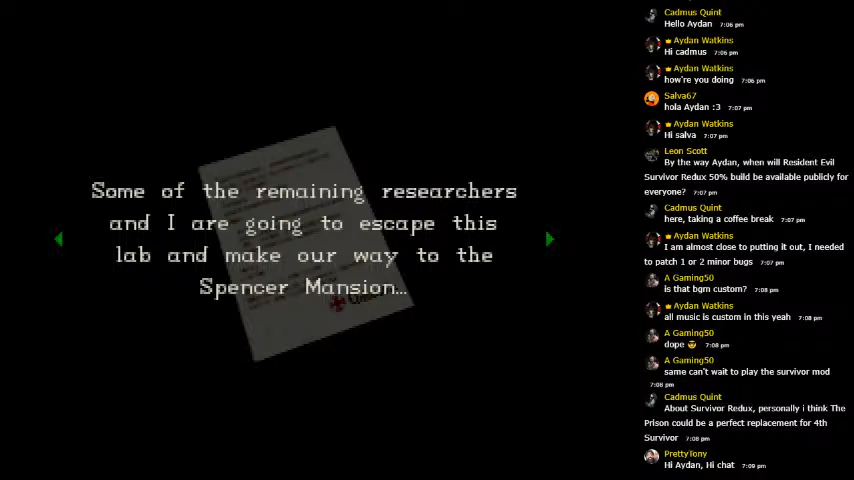 Some of the remaining researchers
and I are going to escape this
lab and make our way to the
Spencer Mansion...
Cadmus Quint
Hello Aydan 7:06 pm
Aydan Watkins
Hi cadmus 7:06 pm
Aydan Watkins
how're you doing 7:06 pm
Salva67
hola Aydan :3 7:07 pm
Aydan Watkins
Hi salva 7:07 pm
Leon Scott
By the way Aydan, when will Resident Evil
Survivor Redux 50% build be available publicly for
everyone? 7:07 pm
Cadmus Quint
here, taking a coffee break 7:07 pm
Aydan Watkins
I am almost close to putting it out, I needed
to patch 1 or 2 minor bugs 7:07 pm
A Gaming50
is that bgm custom? 7:08 pm
Aydan Watkins
all music is custom in this yeah 7:08 pm
A Gaming50
dope 😎 7:08 pm
A Gaming50
same can't wait to play the survivor mod
7:08 pm
Cadmus Quint
About Survivor Redux, personally i think The
Prison could be a perfect replacement for 4th
Survivor 7:08 pm
PrettyTony
Hi Aydan, Hi chat 7:09 pm